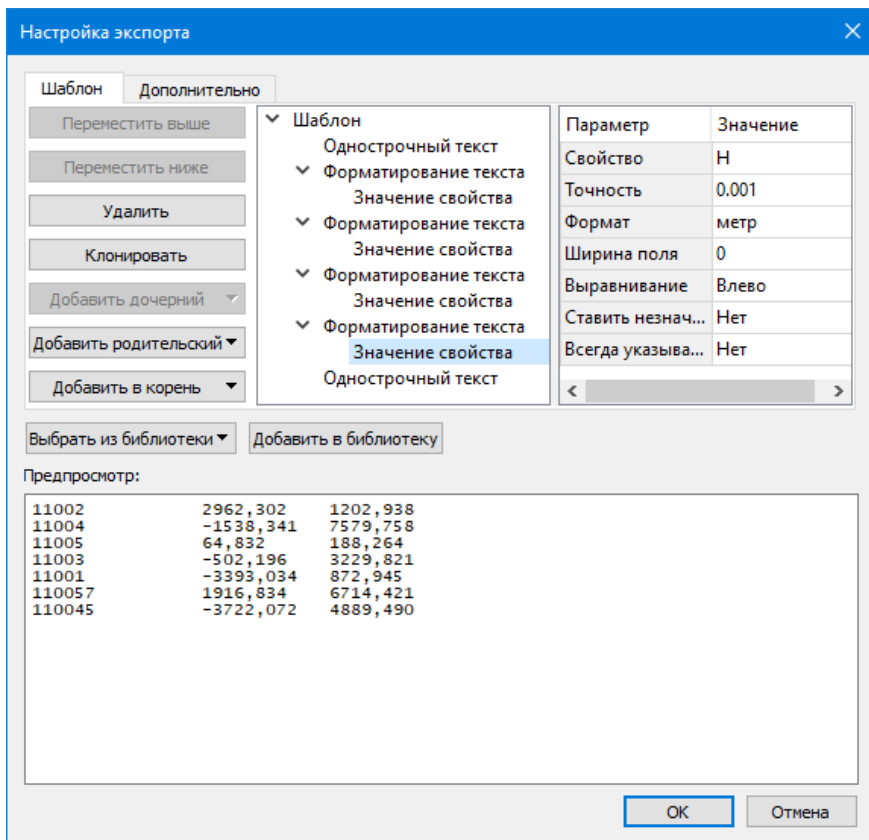 Настройка экспорта
Шаблон Дополнительно
Переместить выше
Переместить ниже
Удалить
Клонировать
Добавить дочерний
Добавить родительский
Добавить в корень
Шаблон
Однострочный текст
Форматирование текста
Значение свойства
Форматирование текста
Значение свойства
Форматирование текста
Значение свойства
Форматирование текста
Значение свойства
Однострочный текст
Параметр Значение
Свойство H
Точность 0.001
Формат метр
Ширина поля 0
Выравнивание Влево
Ставить незнач... Нет
Всегда указыва... Нет
Выбрать из библиотеки Добавить в библиотеку
Предпросмотр:
11002 2962,302 1202,938
11004 -1538,341 7579,758
11005 64,832 188,264
11003 -502,196 3229,821
11001 -3393,034 872,945
110057 1916,834 6714,421
110045 -3722,072 4889,490
OK Отмена